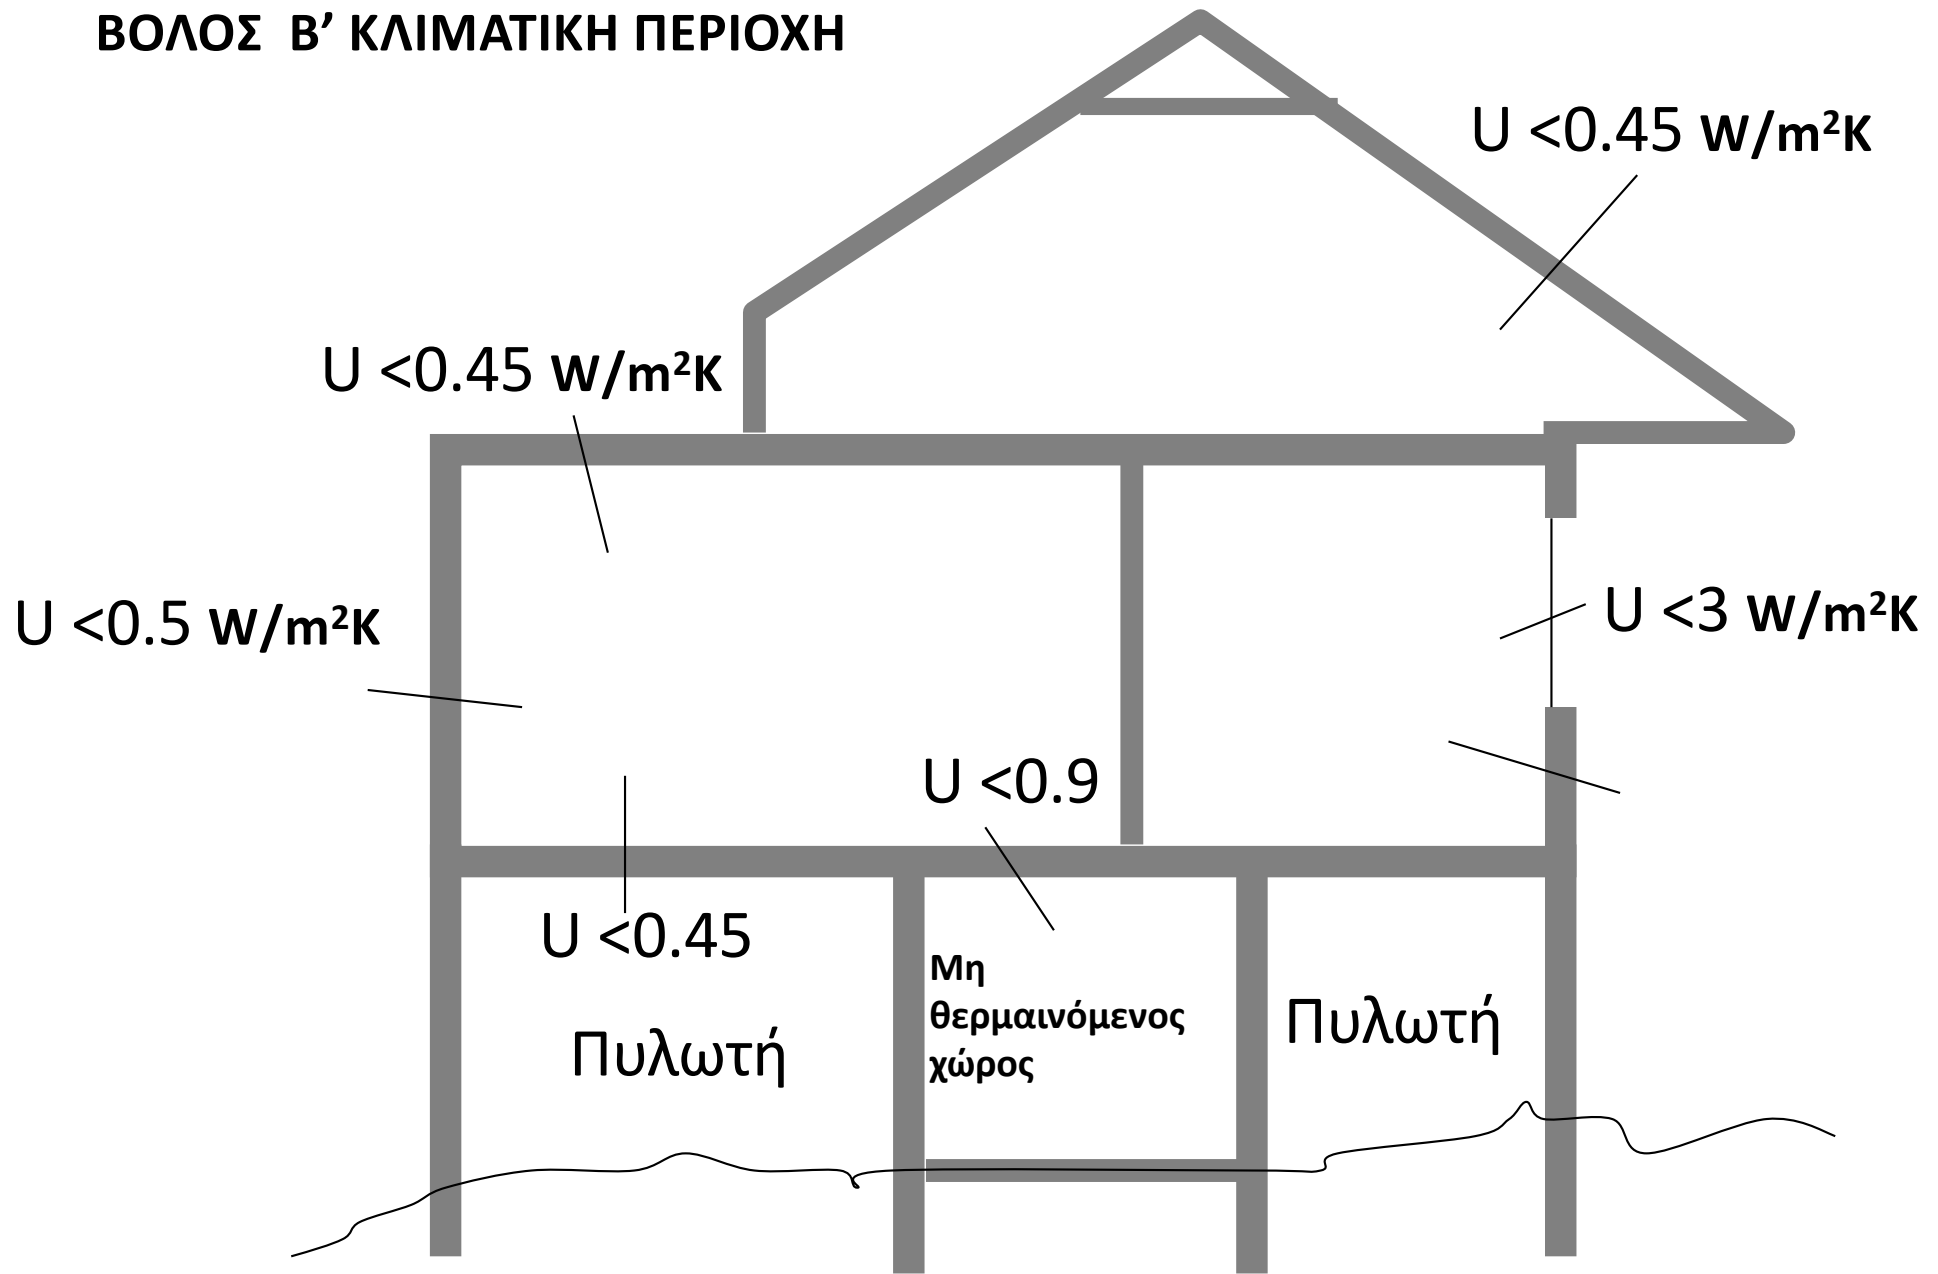 ΒΟΛΟΣ Β’ ΚΛΙΜΑΤΙΚΗ ΠΕΡΙΟΧΗ
U <0.45 W/m²K
U <0.45 W/m²K
U <0.5 W/m²K
U <3 W/m²K
U <0.9
U <0.45
Μη
θερμαινόμενος
χώρος
Πυλωτή
Πυλωτή